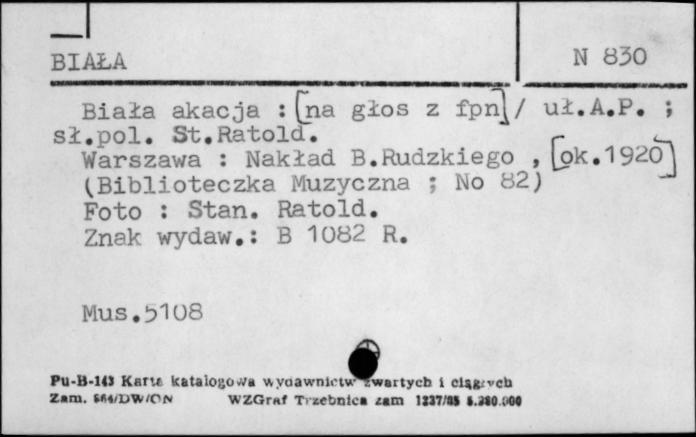 BIAŁA
N 830
Biała akacja : [na głos z fpn]/ uł.A.P. ;
sł.pol. St.Ratold.
Warszawa : Nakład B.Rudzkiego , [ok.1920]
(Biblioteczka Muzyczna ; No 82)
Foto : Stan. Ratold.
Znak wydaw.: B 1082 R.
Mus.5108
Pu-B-143 Karta katalogowa wydawnictw zwartych i ciągłych
Zam. 864/DW/ON WZGraf Trzebnica zam 1237/85 5.280.000